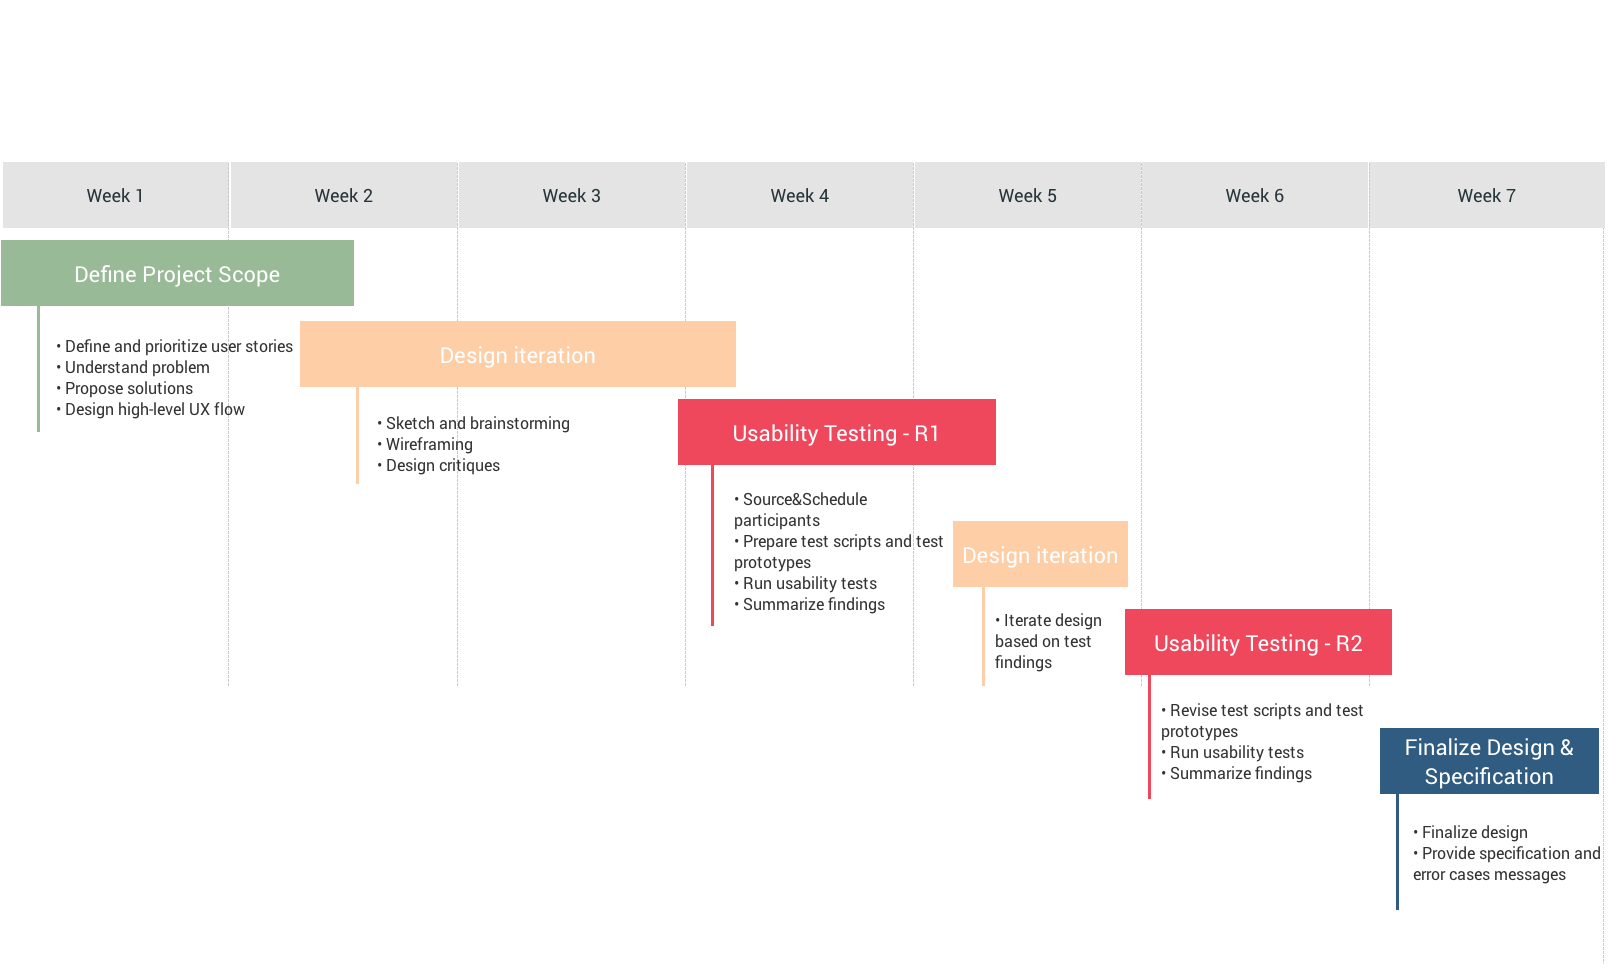 Week 1 Week 2 Week 3 Week 4 Week 5 Week 6 Week 7
Define Project Scope
• Define and prioritize user stories
• Understand problem
• Propose solutions
• Design high-level UX flow
Design iteration
• Sketch and brainstorming
• Wireframing
• Design critiques
Usability Testing - R1
• Source&Schedule
participants
• Prepare test scripts and test
prototypes
• Run usability tests
• Summarize findings
Design iteration
• Iterate design
based on test
findings
Usability Testing - R2
• Revise test scripts and test
prototypes
• Run usability tests
• Summarize findings
Finalize Design &
Specification
• Finalize design
• Provide specification and
error cases messages